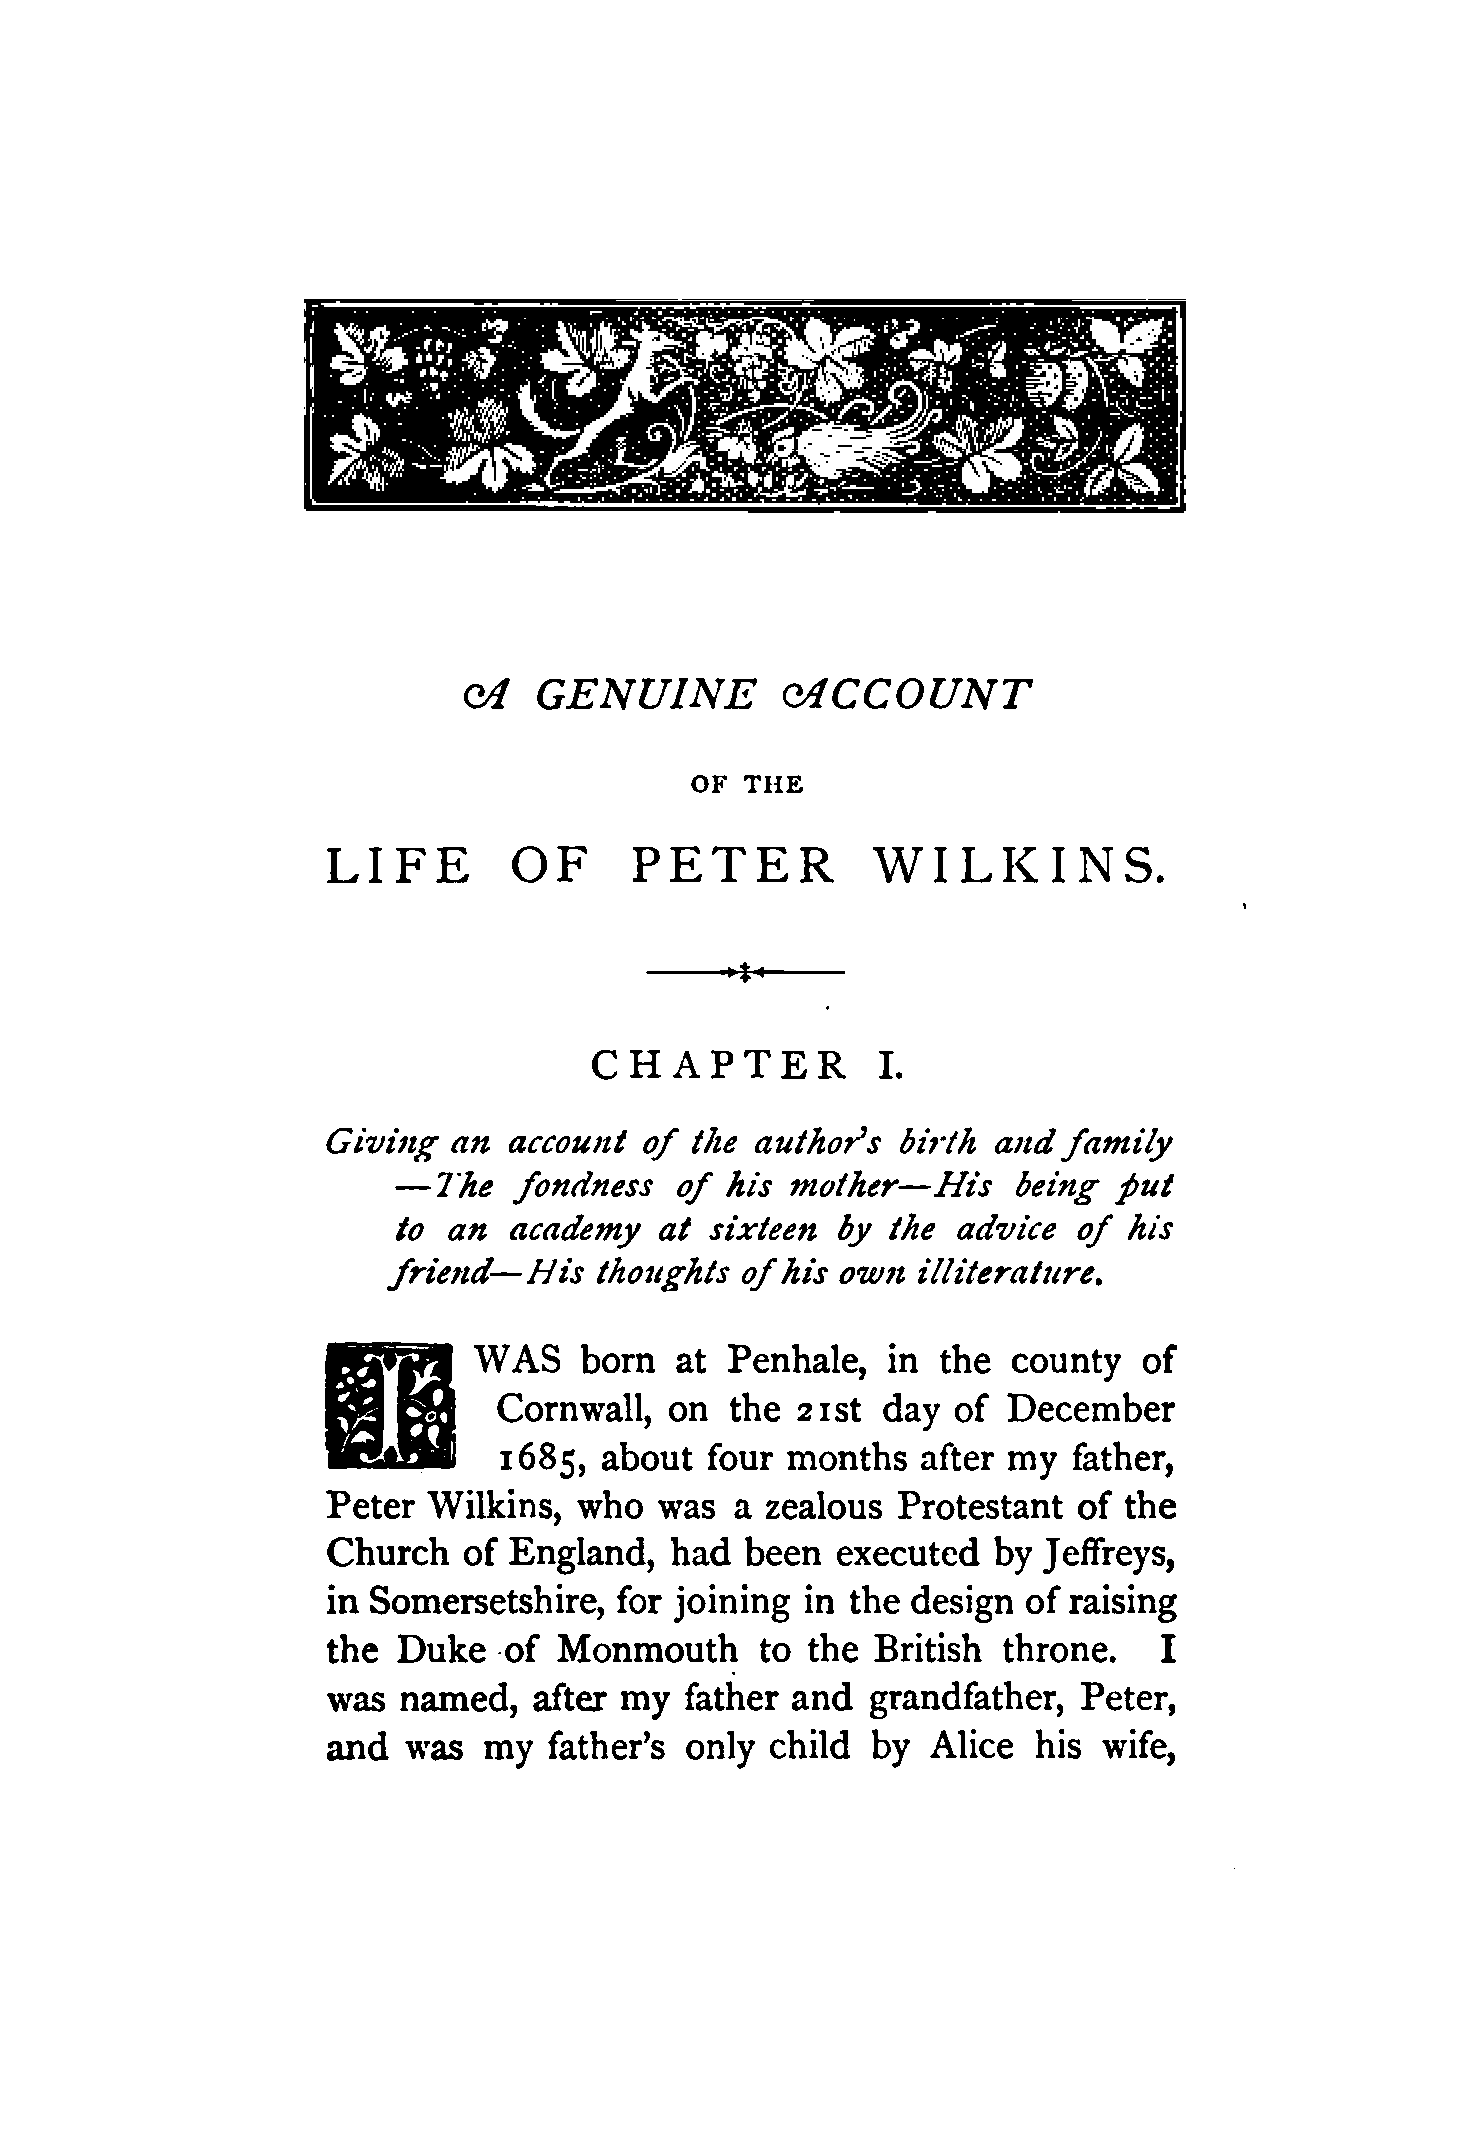 A GENUINE ACCOUNT
OF THE
LIFE OF PETER WILKINS.
CHAPTER I.
Giving an account of the author's birth and family
—The fondness of his mother—His being put
to an academy at sixteen by the advice of his
friend—His thoughts of his own illiterature.
I WAS born at Penhale, in the county of
Cornwall, on the 21st day of December
1685, about four months after my father,
Peter Wilkins, who was a zealous Protestant of the
Church of England, had been executed by Jeffreys,
in Somersetshire, for joining in the design of raising
the Duke of Monmouth to the British throne. I
was named, after my father and grandfather, Peter,
and was my father's only child by Alice his wife,